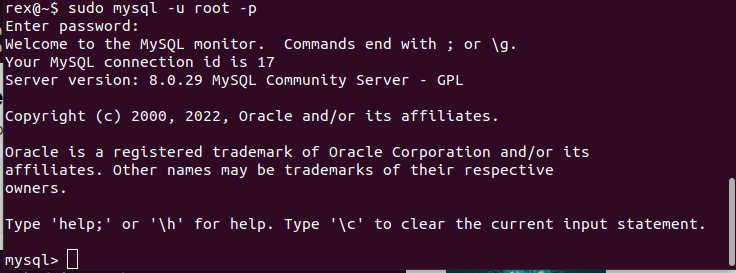 rex@~$ sudo mysql -u root -p
Enter password:
Welcome to the MySQL monitor.  Commands end with ; or \g.
Your MySQL connection id is 17
Server version: 8.0.29 MySQL Community Server - GPL

Copyright (c) 2000, 2022, Oracle and/or its affiliates.

Oracle is a registered trademark of Oracle Corporation and/or its
affiliates. Other names may be trademarks of their respective
owners.

Type 'help;' or '\h' for help. Type '\c' to clear the current input statement.

mysql>